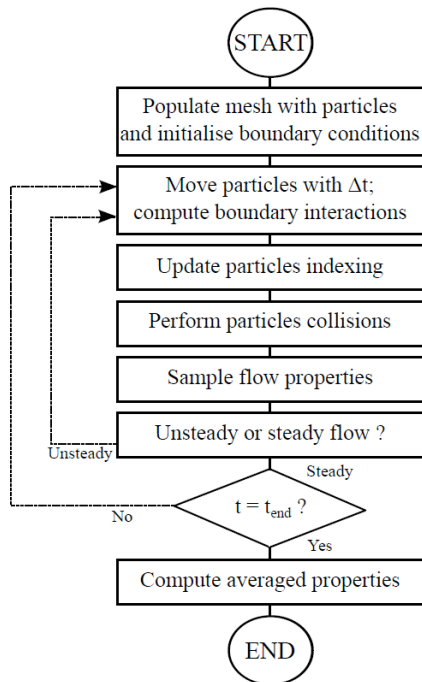 START
Populate mesh with particles
and initialise boundary conditions
Move particles with Δt;
compute boundary interactions
Update particles indexing
Perform particles collisions
Sample flow properties
Unsteady or steady flow ?
Unsteady
Steady
t = t_end ?
No
Yes
Compute averaged properties
END